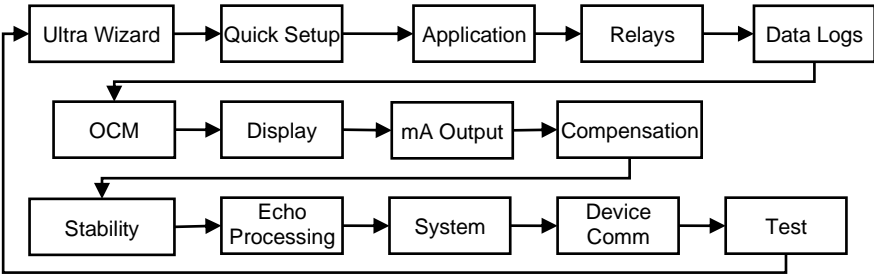 Ultra Wizard
Quick Setup
Application
Relays
Data Logs
OCM
Display
mA Output
Compensation
Stability
Echo
Processing
System
Device
Comm
Test